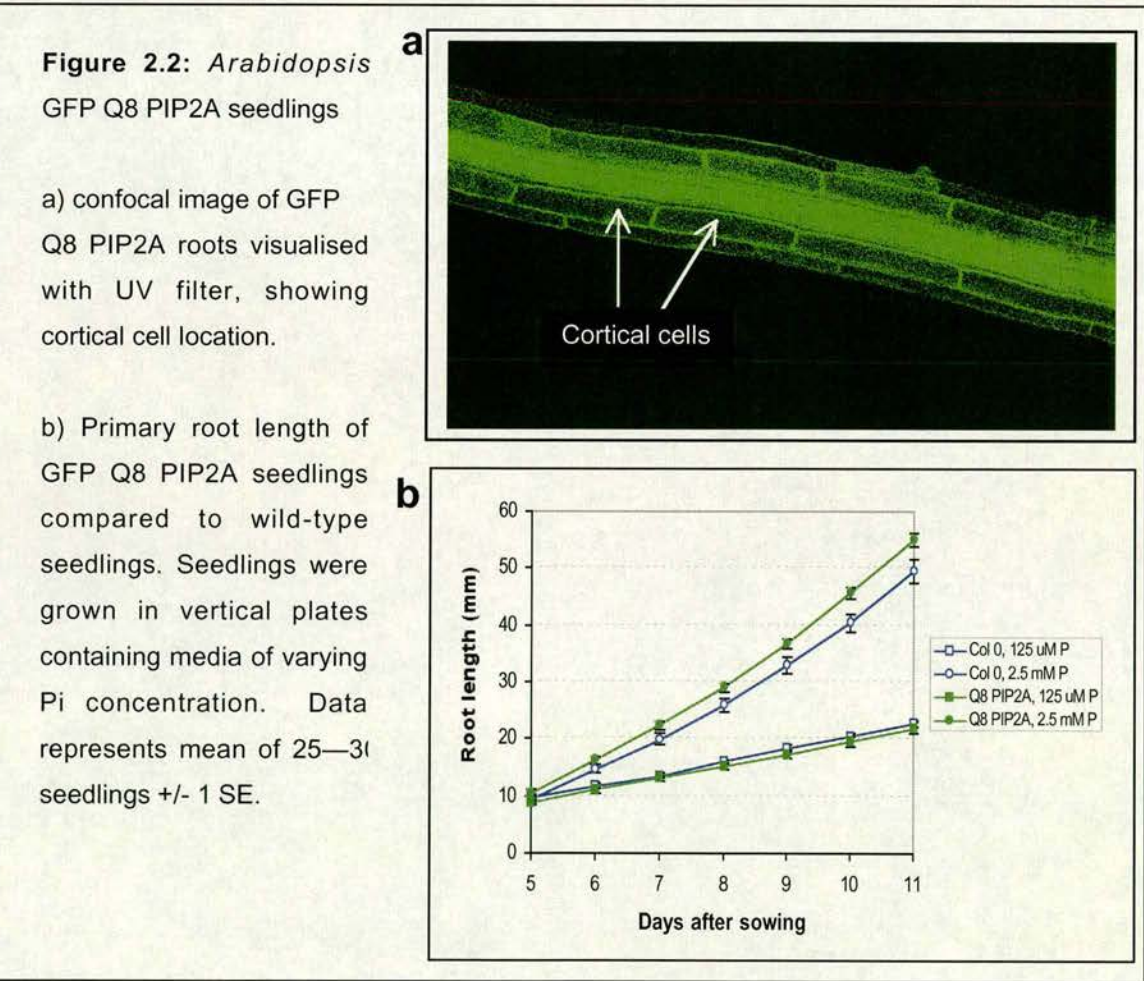 Figure 2.2: Arabidopsis
GFP Q8 PIP2A seedlings
a) confocal image of GFP
Q8 PIP2A roots visualised
with UV filter, showing
cortical cell location.
b) Primary root length of
GFP Q8 PIP2A seedlings
compared to wild-type
seedlings. Seedlings were
grown in vertical plates
containing media of varying
Pi concentration. Data
represents mean of
seedlings +/- 1 SE.
a
Cortical cells
b
Root length (mm)
60
50
40
30
20
10
0
5 6 7 8 9 10 11
Days after sowing
Col 0, 125 uM P
Col 0, 2.5 mM P
Q8 PIP2A, 125 uM P
Q8 PIP2A, 2.5 mM P